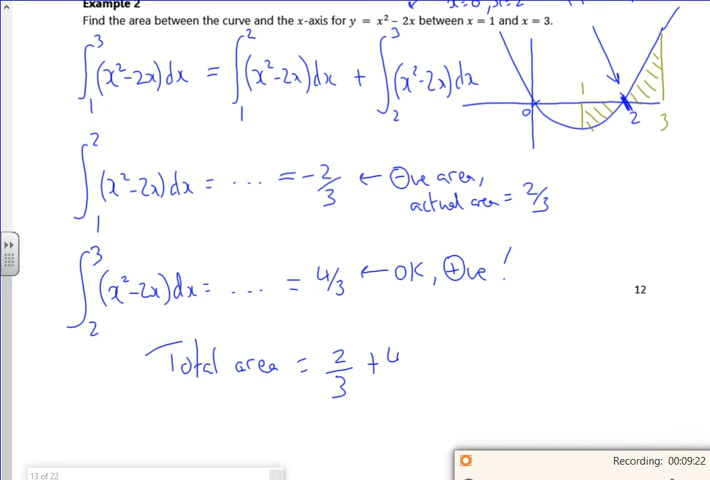 Example 2
x=0, x=2
Find the area between the curve and the x-axis for y = x² − 2x between x = 1 and x = 3.
∫₁³ (x²-2x)dx = ∫₁² (x²-2x)dx + ∫₂³ (x²-2x)dx
0 1 2 3
∫₁² (x²-2x)dx = ... = -2/3 ← ⊖ve area,
actual area = 2/3
∫₂³ (x²-2x)dx = ... = 4/3 ← OK, ⊕ve!
12
Total area = 2/3 + 4
13 of 22
Recording: 00:09:22